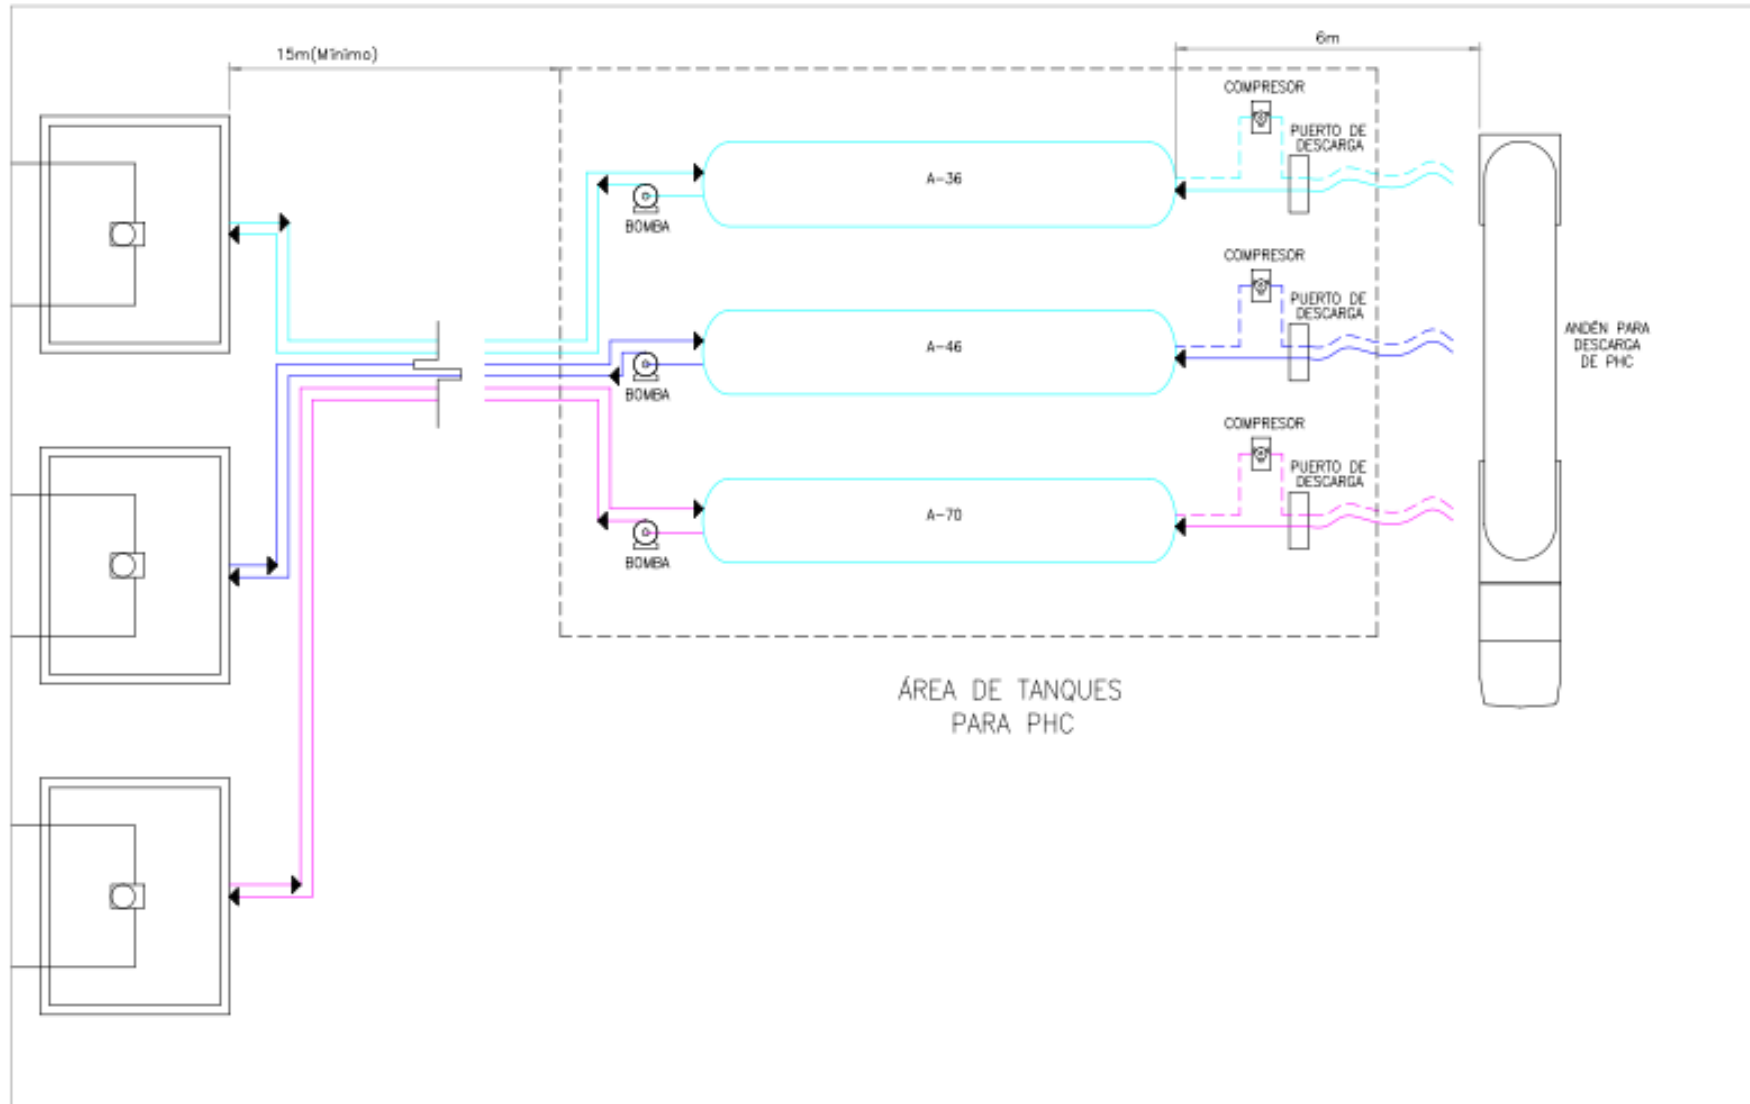 15m(Mínimo)
6m
COMPRESOR
PUERTO DE
DESCARGA
A-36
BOMBA
COMPRESOR
PUERTO DE
DESCARGA
A-46
BOMBA
ANDÉN PARA
DESCARGA
DE PHC
COMPRESOR
PUERTO DE
DESCARGA
A-70
BOMBA
ÁREA DE TANQUES
PARA PHC